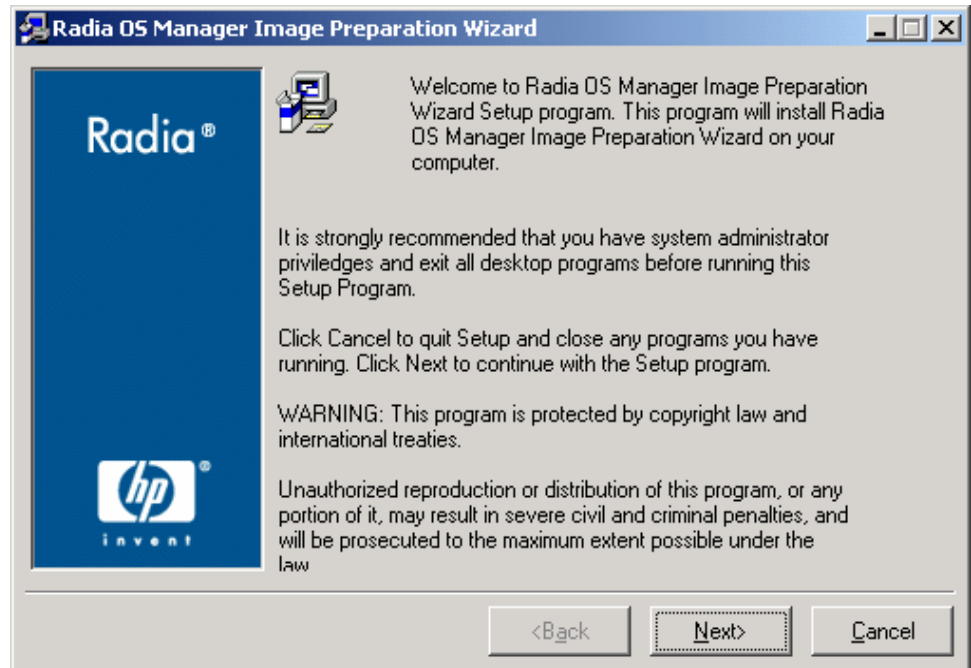 Radia OS Manager Image Preparation Wizard
Radia®
Welcome to Radia OS Manager Image Preparation
Wizard Setup program. This program will install Radia
OS Manager Image Preparation Wizard on your
computer.
It is strongly recommended that you have system administrator
priviledges and exit all desktop programs before running this
Setup Program.
Click Cancel to quit Setup and close any programs you have
running. Click Next to continue with the Setup program.
WARNING: This program is protected by copyright law and
international treaties.
Unauthorized reproduction or distribution of this program, or any
portion of it, may result in severe civil and criminal penalties, and
will be prosecuted to the maximum extent possible under the
law
hp®
invent
<Back
Next>
Cancel